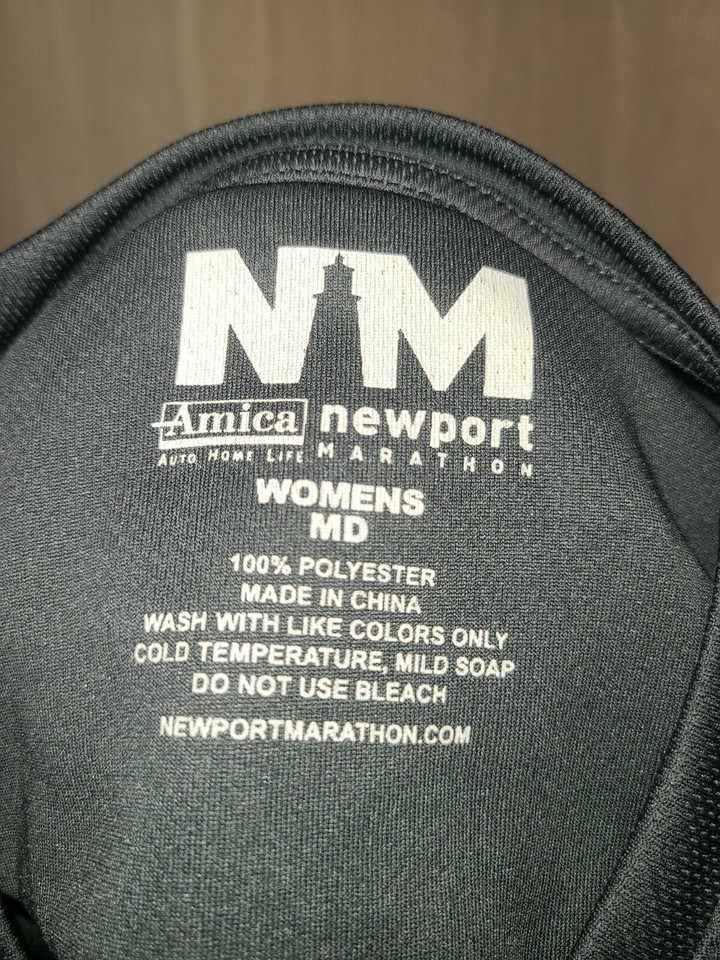 NM
Amica newport
AUTO HOME LIFE MARATHON
WOMENS
MD
100% POLYESTER
MADE IN CHINA
WASH WITH LIKE COLORS ONLY
COLD TEMPERATURE, MILD SOAP
DO NOT USE BLEACH
NEWPORTMARATHON.COM